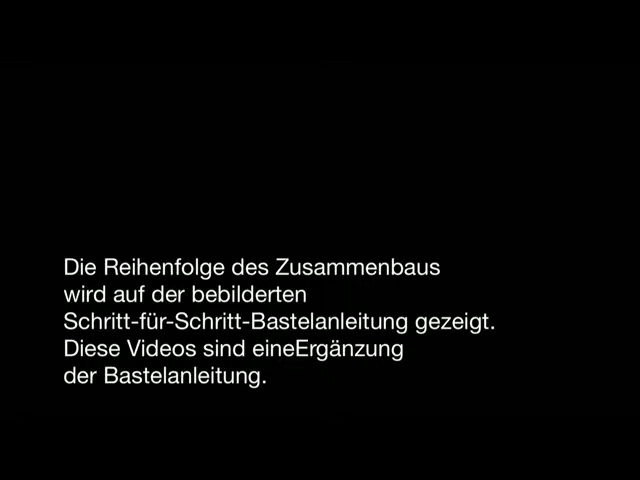 Die Reihenfolge des Zusammenbaus
wird auf der bebilderten
Schritt-für-Schritt-Bastelanleitung gezeigt.
Diese Videos sind eineErgänzung
der Bastelanleitung.